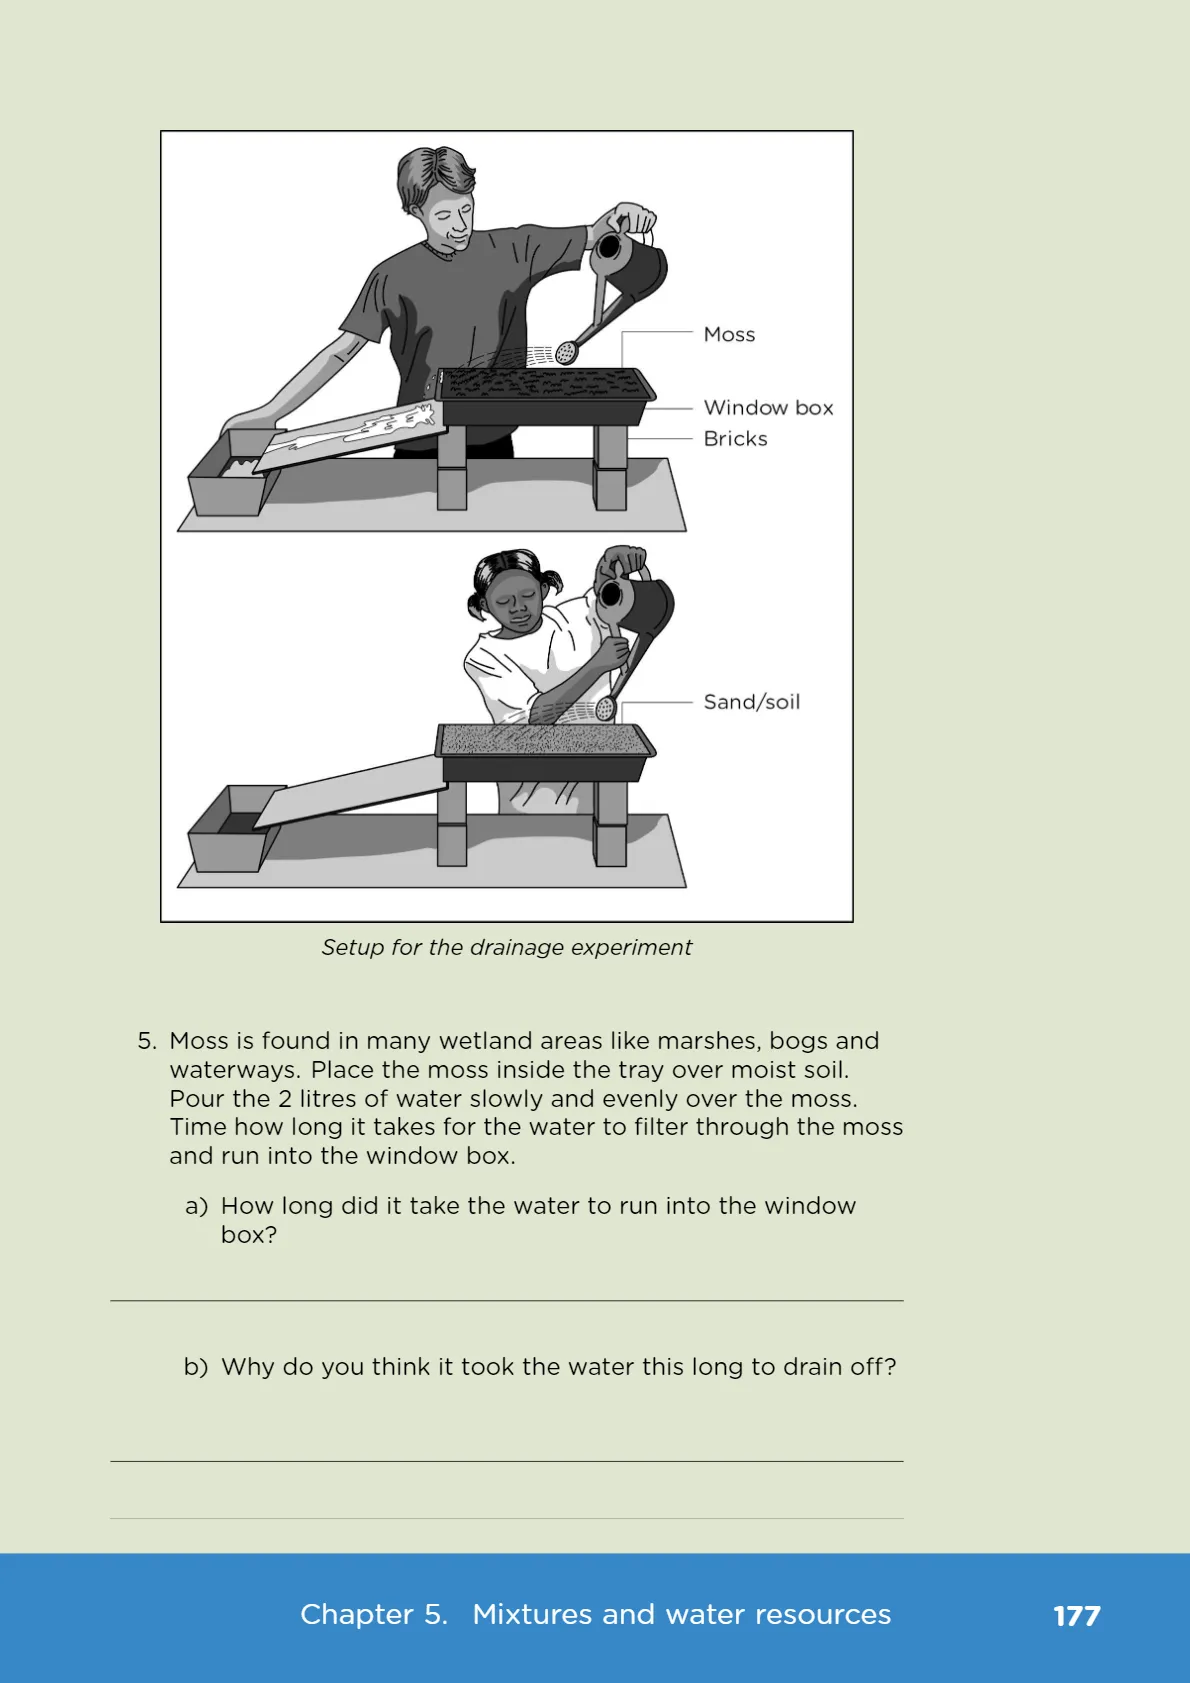 Moss
Window box
Bricks
Sand/soil
Setup for the drainage experiment
5. Moss is found in many wetland areas like marshes, bogs and
waterways. Place the moss inside the tray over moist soil.
Pour the 2 litres of water slowly and evenly over the moss.
Time how long it takes for the water to filter through the moss
and run into the window box.
a) How long did it take the water to run into the window
box?
b) Why do you think it took the water this long to drain off?
Chapter 5. Mixtures and water resources 177